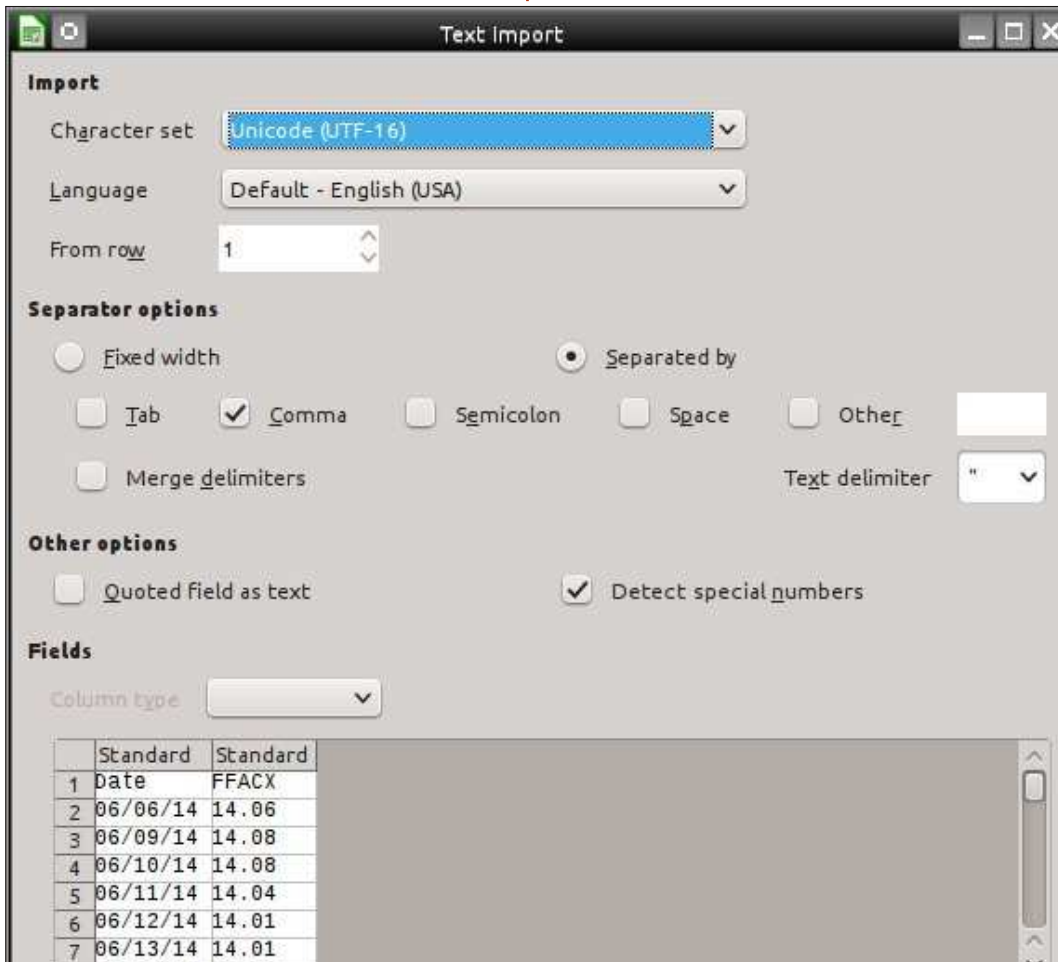 Text import
Import
Character set Unicode (UTF-16)
Language Default - English (USA)
From row 1
Separator options
Fixed width Separated by
Tab Comma Semicolon Space Other
Merge delimiters Text delimiter "
Other options
Quoted field as text Detect special numbers
Fields
Column type
Standard Standard
1 Date FFACX
2 06/06/14 14.06
3 06/09/14 14.08
4 06/10/14 14.08
5 06/11/14 14.04
6 06/12/14 14.01
7 06/13/14 14.01